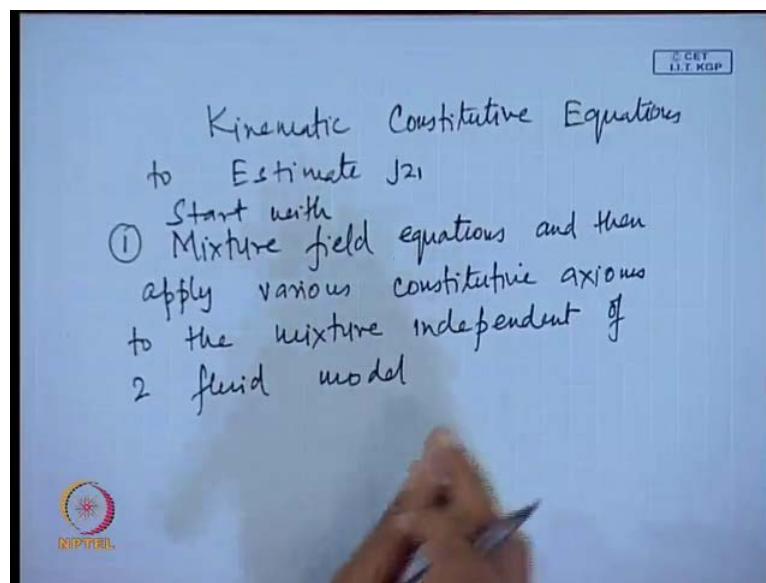 © CET
I.I.T. KGP
Kinematic Constitutive Equations
to Estimate J21
Start with
① Mixture field equations and then
apply various constitutive axioms
to the mixture independent of
2 fluid model
NPTEL